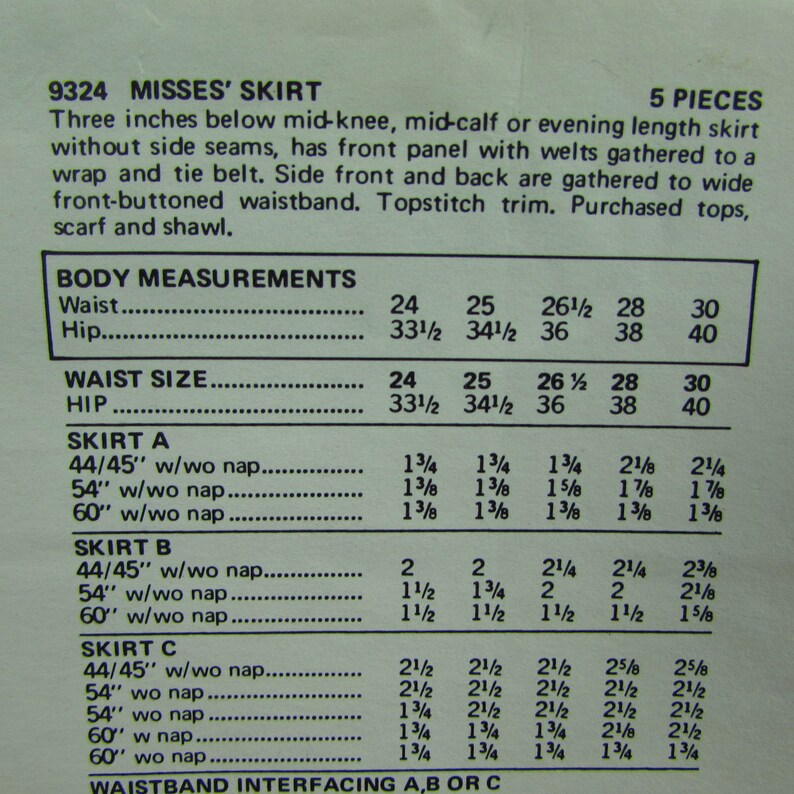 9324 MISSES' SKIRT 5 PIECES
Three inches below mid-knee, mid-calf or evening length skirt
without side seams, has front panel with welts gathered to a
wrap and tie belt. Side front and back are gathered to wide
front-buttoned waistband. Topstitch trim. Purchased tops,
scarf and shawl.
BODY MEASUREMENTS
Waist................................. 24 25 26½ 28 30
Hip.................................... 33½ 34½ 36 38 40
WAIST SIZE..................... 24 25 26 ½ 28 30
HIP .................................. 33½ 34½ 36 38 40
SKIRT A
44/45" w/wo nap.............. 1¾ 1¾ 1¾ 2⅛ 2¼
54" w/wo nap................... 1⅜ 1⅜ 1⅝ 1⅞ 1⅞
60" w/wo nap................... 1⅜ 1⅜ 1⅜ 1⅜ 1⅜
SKIRT B
44/45" w/wo nap.............. 2 2 2¼ 2¼ 2⅜
54" w/wo nap................... 1½ 1¾ 2 2 2⅛
60" w/wo nap................... 1½ 1½ 1½ 1½ 1⅝
SKIRT C
44/45" w/wo nap.............. 2½ 2½ 2½ 2⅝ 2⅝
54" wo nap....................... 2½ 2½ 2½ 2½ 2½
54" wo nap....................... 1¾ 2½ 2½ 2½ 2½
60" w nap......................... 1¾ 1¾ 1¾ 2⅛ 2½
60" wo nap....................... 1¾ 1¾ 1¾ 1¾ 1¾
WAISTBAND INTERFACING A,B OR C